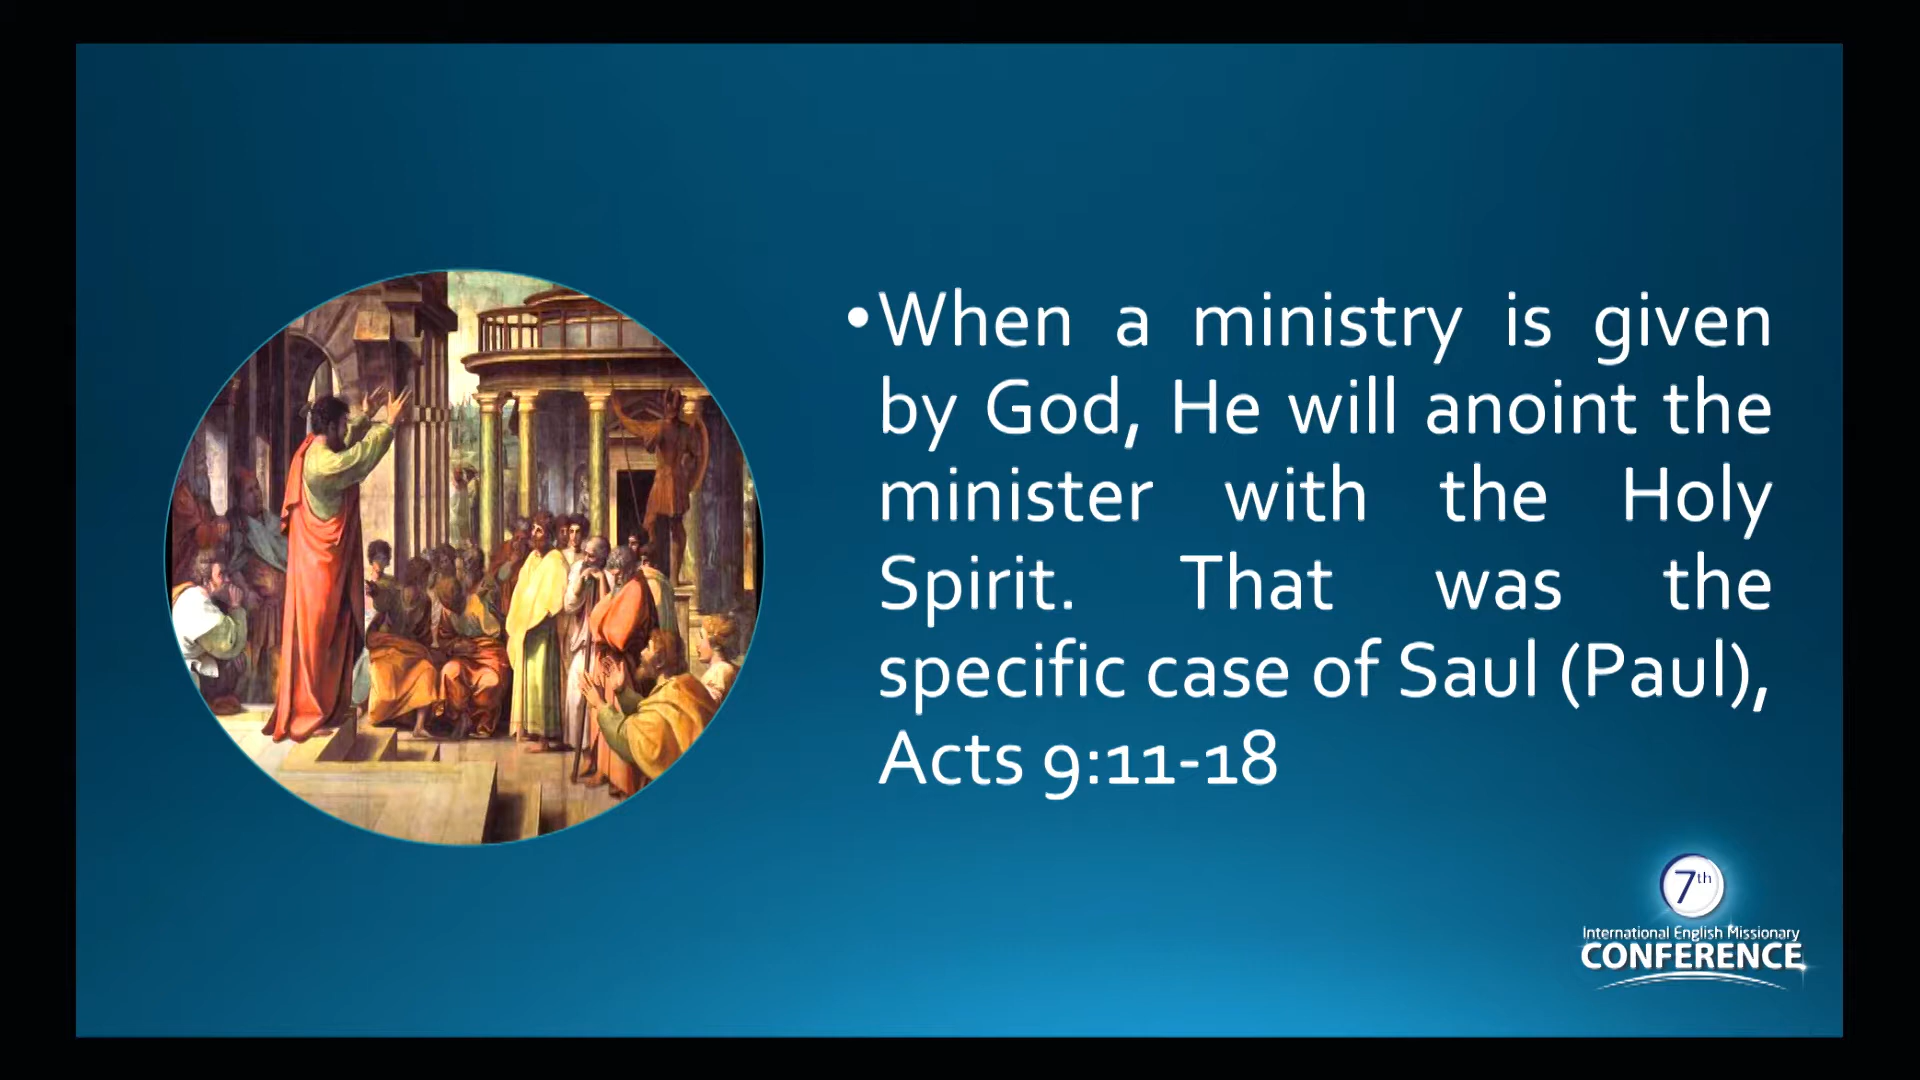 •When a ministry is given
by God, He will anoint the
minister with the Holy
Spirit. That was the
specific case of Saul (Paul),
Acts 9:11-18
7th
International English Missionary
CONFERENCE